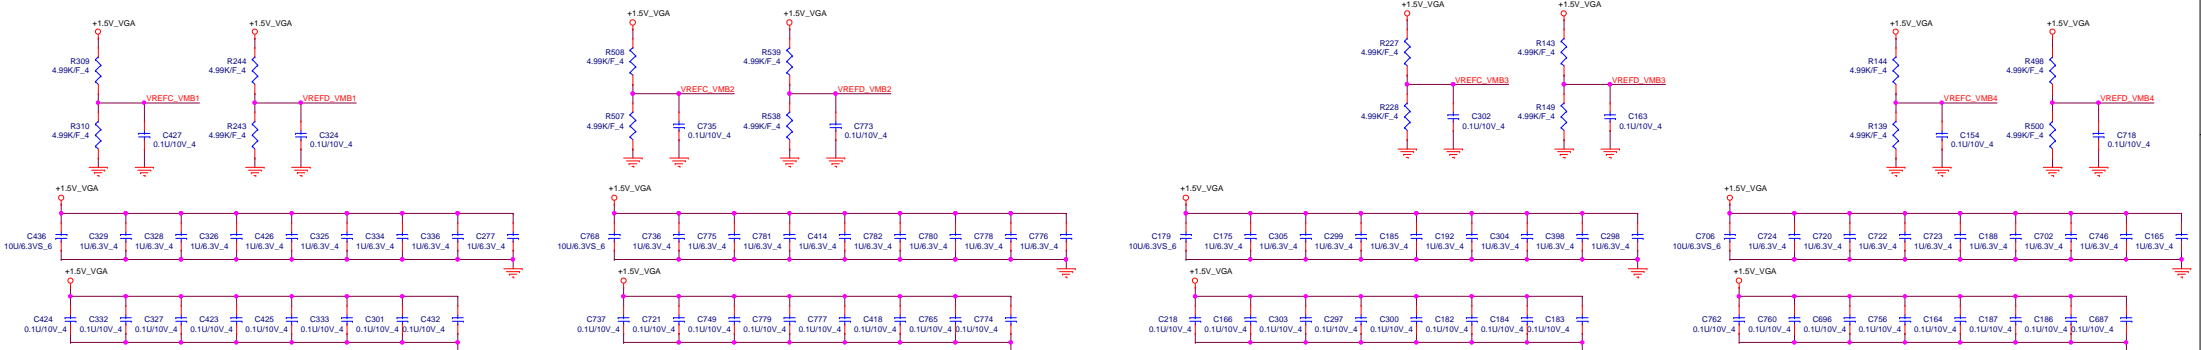 +1.5V_VGA
R309
4.99K/F_4
VREFC_VMB1
R310
4.99K/F_4
C427
0.1U/10V_4
+1.5V_VGA
R244
4.99K/F_4
VREFD_VMB1
R243
4.99K/F_4
C324
0.1U/10V_4
+1.5V_VGA
R508
4.99K/F_4
VREFC_VMB2
R507
4.99K/F_4
C735
0.1U/10V_4
+1.5V_VGA
R539
4.99K/F_4
VREFD_VMB2
R538
4.99K/F_4
C773
0.1U/10V_4
+1.5V_VGA
R227
4.99K/F_4
VREFC_VMB3
R228
4.99K/F_4
C302
0.1U/10V_4
+1.5V_VGA
R143
4.99K/F_4
VREFD_VMB3
R149
4.99K/F_4
C163
0.1U/10V_4
+1.5V_VGA
R144
4.99K/F_4
VREFC_VMB4
R139
4.99K/F_4
C154
0.1U/10V_4
+1.5V_VGA
R498
4.99K/F_4
VREFD_VMB4
R500
4.99K/F_4
C718
0.1U/10V_4
+1.5V_VGA
C436 C329 C328 C326 C426 C325 C334 C336 C277
10U/6.3VS_6 1U/6.3V_4 1U/6.3V_4 1U/6.3V_4 1U/6.3V_4 1U/6.3V_4 1U/6.3V_4 1U/6.3V_4 1U/6.3V_4
+1.5V_VGA
C424 C332 C327 C423 C425 C333 C301 C432
0.1U/10V_4 0.1U/10V_4 0.1U/10V_4 0.1U/10V_4 0.1U/10V_4 0.1U/10V_4 0.1U/10V_4 0.1U/10V_4
+1.5V_VGA
C768 C736 C775 C781 C414 C782 C780 C778 C776
10U/6.3VS_6 1U/6.3V_4 1U/6.3V_4 1U/6.3V_4 1U/6.3V_4 1U/6.3V_4 1U/6.3V_4 1U/6.3V_4 1U/6.3V_4
+1.5V_VGA
C737 C721 C749 C779 C777 C418 C765 C774
0.1U/10V_4 0.1U/10V_4 0.1U/10V_4 0.1U/10V_4 0.1U/10V_4 0.1U/10V_4 0.1U/10V_4 0.1U/10V_4
+1.5V_VGA
C179 C175 C305 C299 C185 C192 C304 C398 C298
10U/6.3VS_6 1U/6.3V_4 1U/6.3V_4 1U/6.3V_4 1U/6.3V_4 1U/6.3V_4 1U/6.3V_4 1U/6.3V_4 1U/6.3V_4
+1.5V_VGA
C218 C166 C303 C297 C300 C182 C184 C183
0.1U/10V_4 0.1U/10V_4 0.1U/10V_4 0.1U/10V_4 0.1U/10V_4 0.1U/10V_4 0.1U/10V_4 0.1U/10V_4
+1.5V_VGA
C706 C724 C720 C722 C723 C188 C702 C746 C165
10U/6.3VS_6 1U/6.3V_4 1U/6.3V_4 1U/6.3V_4 1U/6.3V_4 1U/6.3V_4 1U/6.3V_4 1U/6.3V_4 1U/6.3V_4
+1.5V_VGA
C762 C760 C696 C756 C164 C187 C186 C687
0.1U/10V_4 0.1U/10V_4 0.1U/10V_4 0.1U/10V_4 0.1U/10V_4 0.1U/10V_4 0.1U/10V_4 0.1U/10V_4